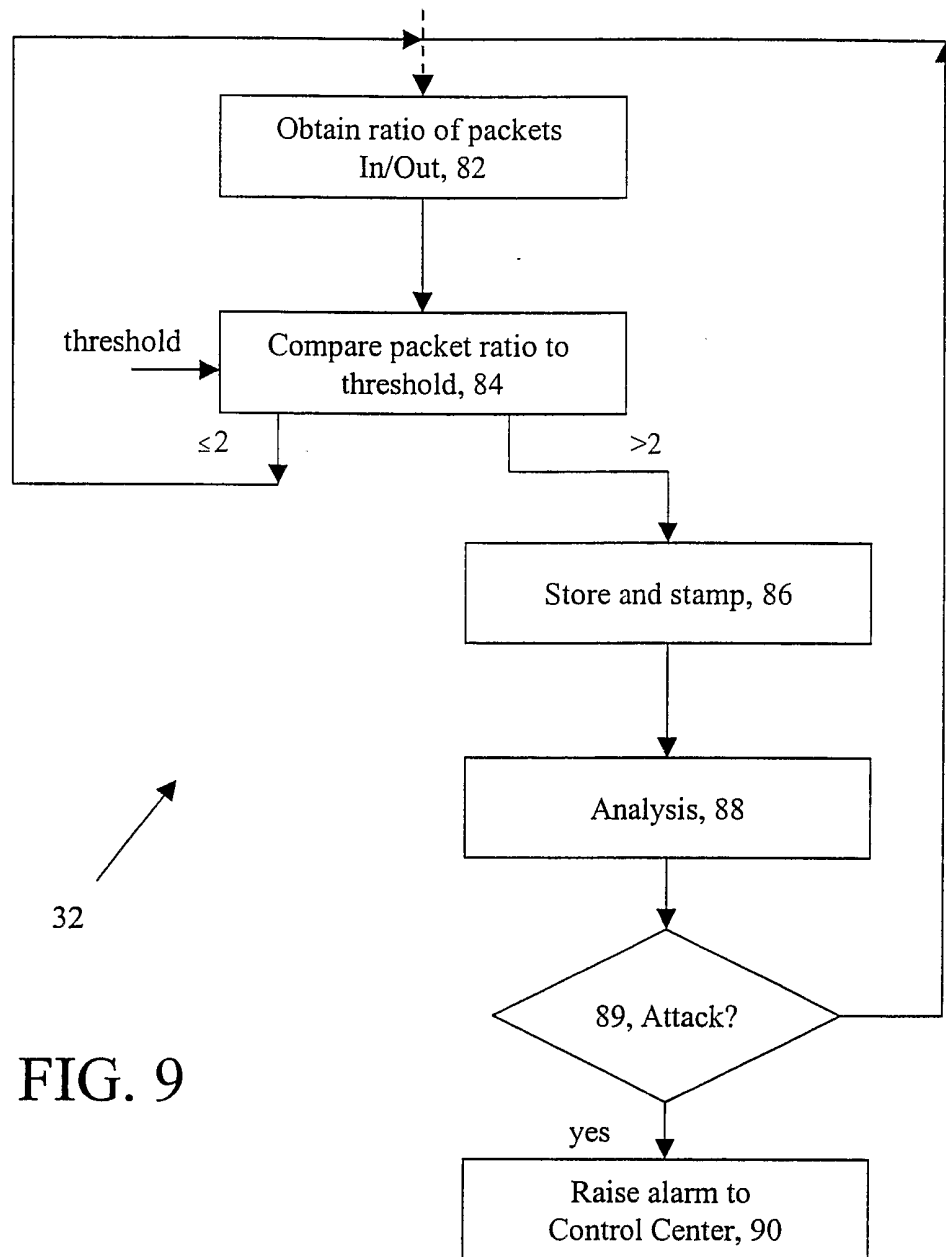 Obtain ratio of packets
In/Out, 82
threshold
Compare packet ratio to
threshold, 84
≤2
>2
Store and stamp, 86
Analysis, 88
32
89, Attack?
FIG. 9
yes
Raise alarm to
Control Center, 90